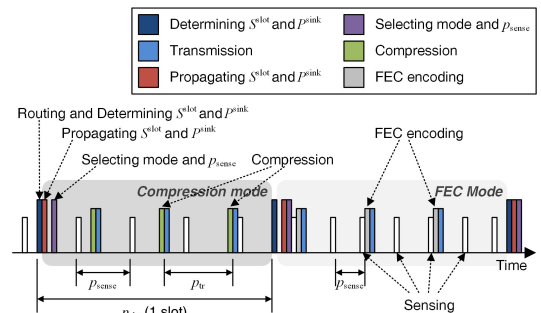 Determining S^slot and P^sink
Selecting mode and p_sense
Transmission
Compression
Propagating S^slot and P^sink
FEC encoding
Routing and Determining S^slot and P^sink
Propagating S^slot and P^sink
FEC encoding
Selecting mode and p_sense
Compression
Compression mode
FEC Mode
Time
p_sense
p_tr
p_sense
Sensing
(1 slot)